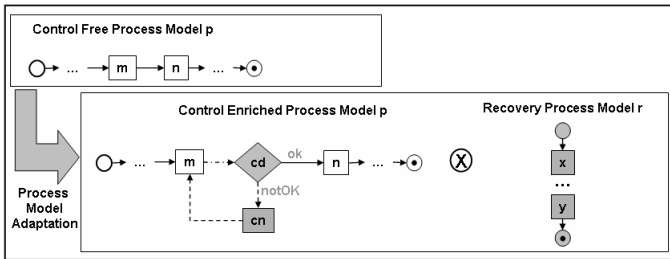 Control Free Process Model p
... m n ...
Control Enriched Process Model p
Recovery Process Model r
... m cd ok n ...
X
x
notOK
...
Process
Model
Adaptation
cn
y